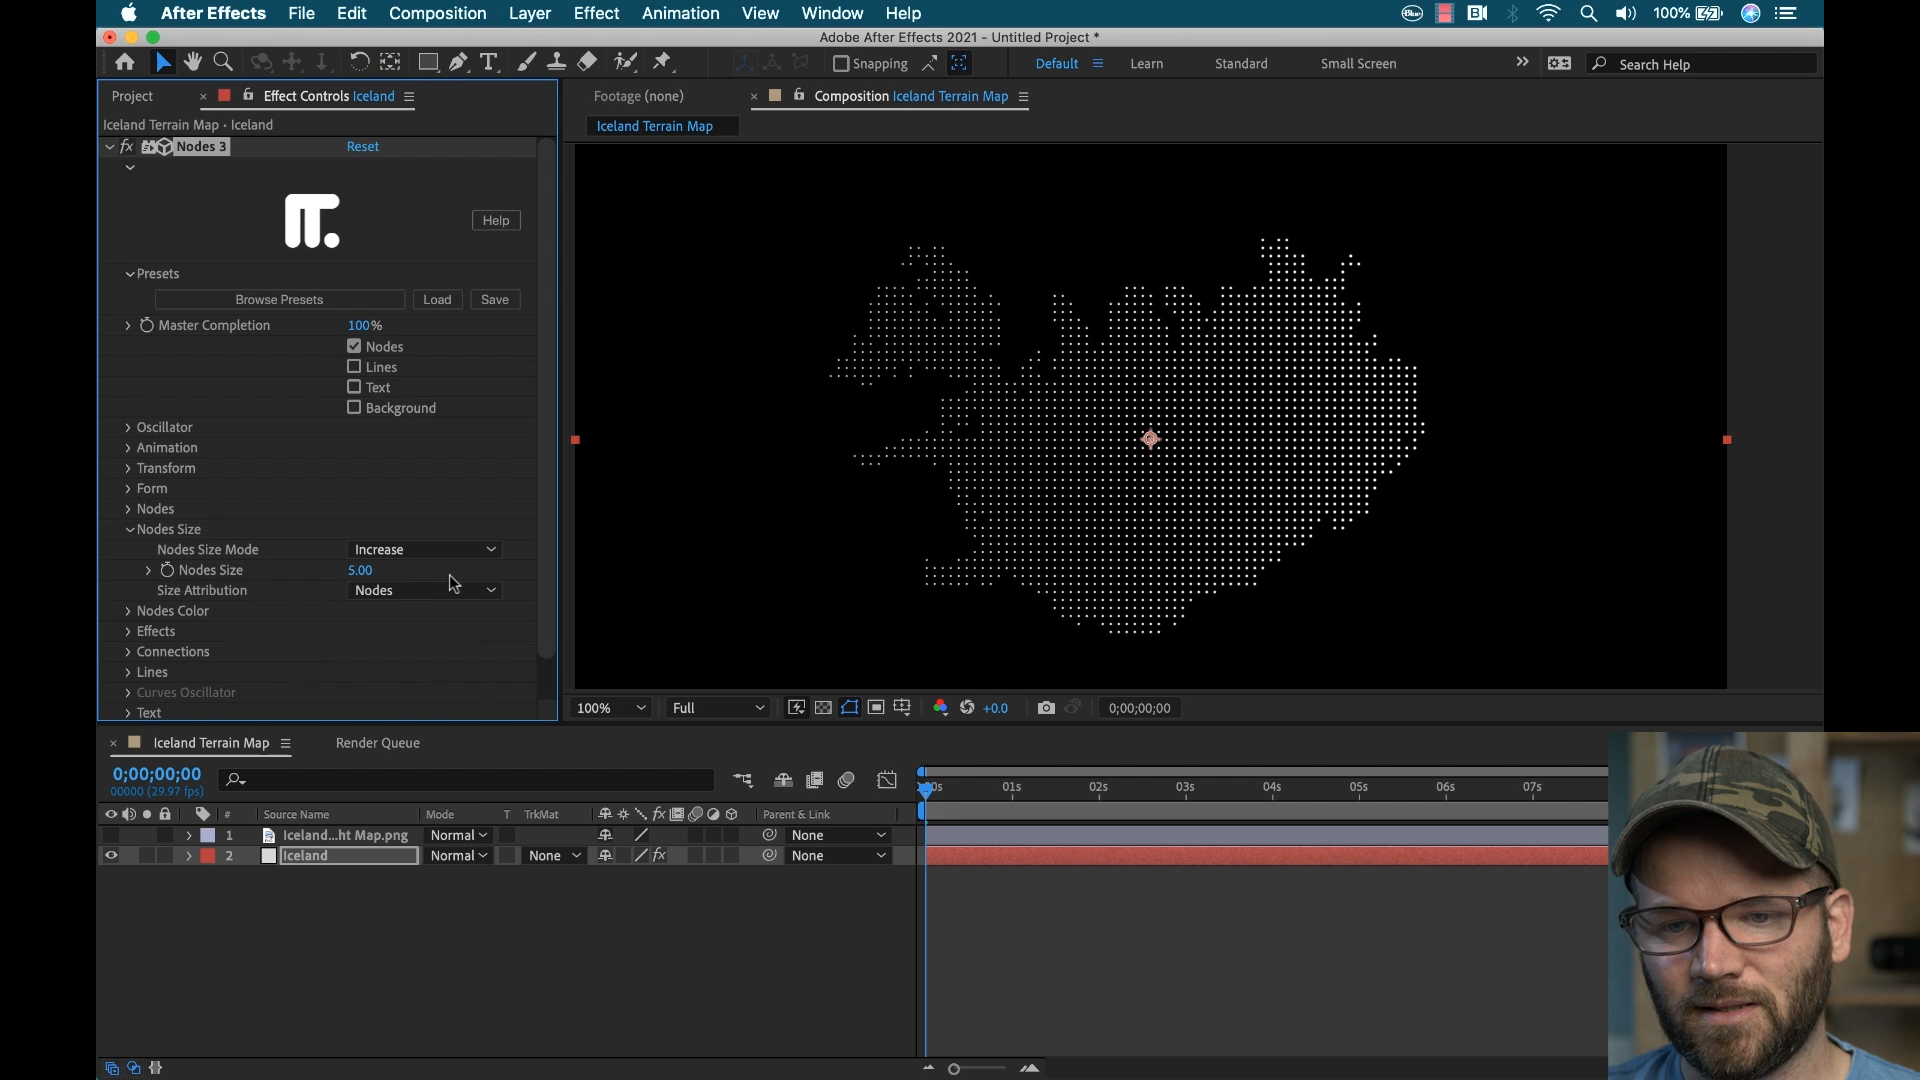 After Effects File Edit Composition Layer Effect Animation View Window Help 100%
Adobe After Effects 2021 - Untitled Project *
Snapping Default Learn Standard Small Screen Search Help
Project Effect Controls Iceland Footage (none) Composition Iceland Terrain Map
Iceland Terrain Map • Iceland
Iceland Terrain Map
fx Nodes 3 Reset
Help
Presets
Browse Presets Load Save
Master Completion 100%
Nodes
Lines
Text
Background
Oscillator
Animation
Transform
Form
Nodes
Nodes Size
Nodes Size Mode Increase
Nodes Size 5.00
Size Attribution Nodes
Nodes Color
Effects
Connections
Lines
Curves Oscillator
Text
100% Full +0.0 0;00;00;00
Iceland Terrain Map Render Queue
0;00;00;00
00000 (29.97 fps)
01s 02s 03s 04s 05s 06s 07s
# Source Name Mode T TrkMat fx Parent & Link
1 Iceland...ht Map.png Normal None
2 Iceland Normal None fx None